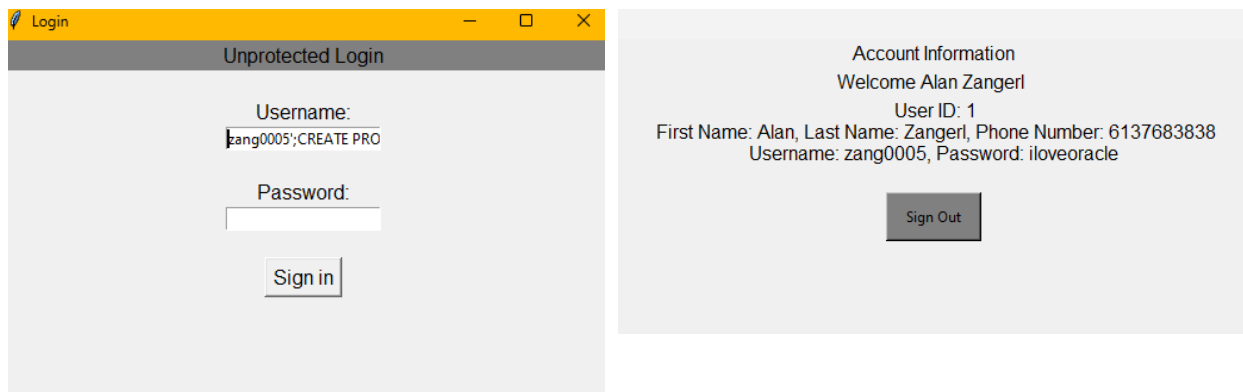 Login
Unprotected Login
Username:
zang0005';CREATE PRO
Password:
Sign in
Account Information
Welcome Alan Zangerl
User ID: 1
First Name: Alan, Last Name: Zangerl, Phone Number: 6137683838
Username: zang0005, Password: iloveoracle
Sign Out